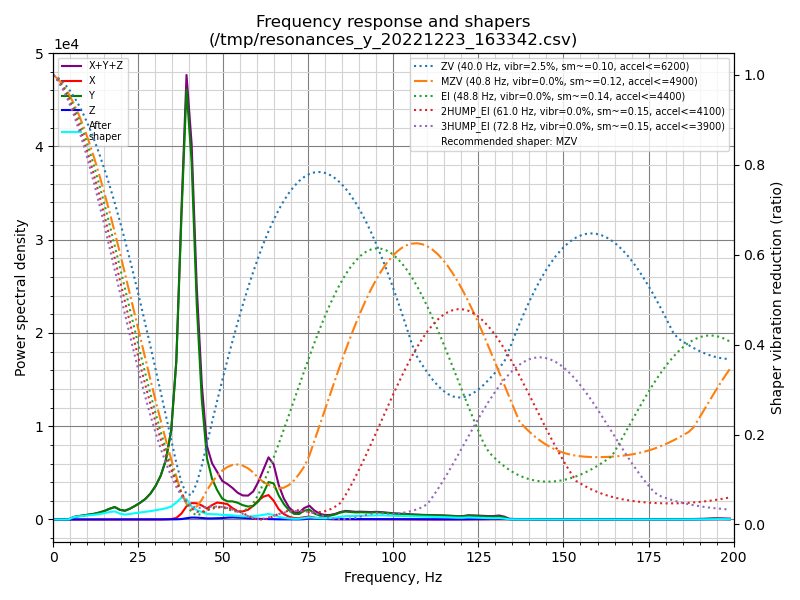 Frequency response and shapers
(/tmp/resonances_y_20221223_163342.csv)
1e4
X+Y+Z
X
Y
Z
After
shaper
ZV (40.0 Hz, vibr=2.5%, sm~=0.10, accel<=6200)
MZV (40.8 Hz, vibr=0.0%, sm~=0.12, accel<=4900)
EI (48.8 Hz, vibr=0.0%, sm~=0.14, accel<=4400)
2HUMP_EI (61.0 Hz, vibr=0.0%, sm~=0.15, accel<=4100)
3HUMP_EI (72.8 Hz, vibr=0.0%, sm~=0.15, accel<=3900)
Recommended shaper: MZV
5
4
3
2
1
0
Power spectral density
1.0
0.8
0.6
0.4
0.2
0.0
Shaper vibration reduction (ratio)
0 25 50 75 100 125 150 175 200
Frequency, Hz